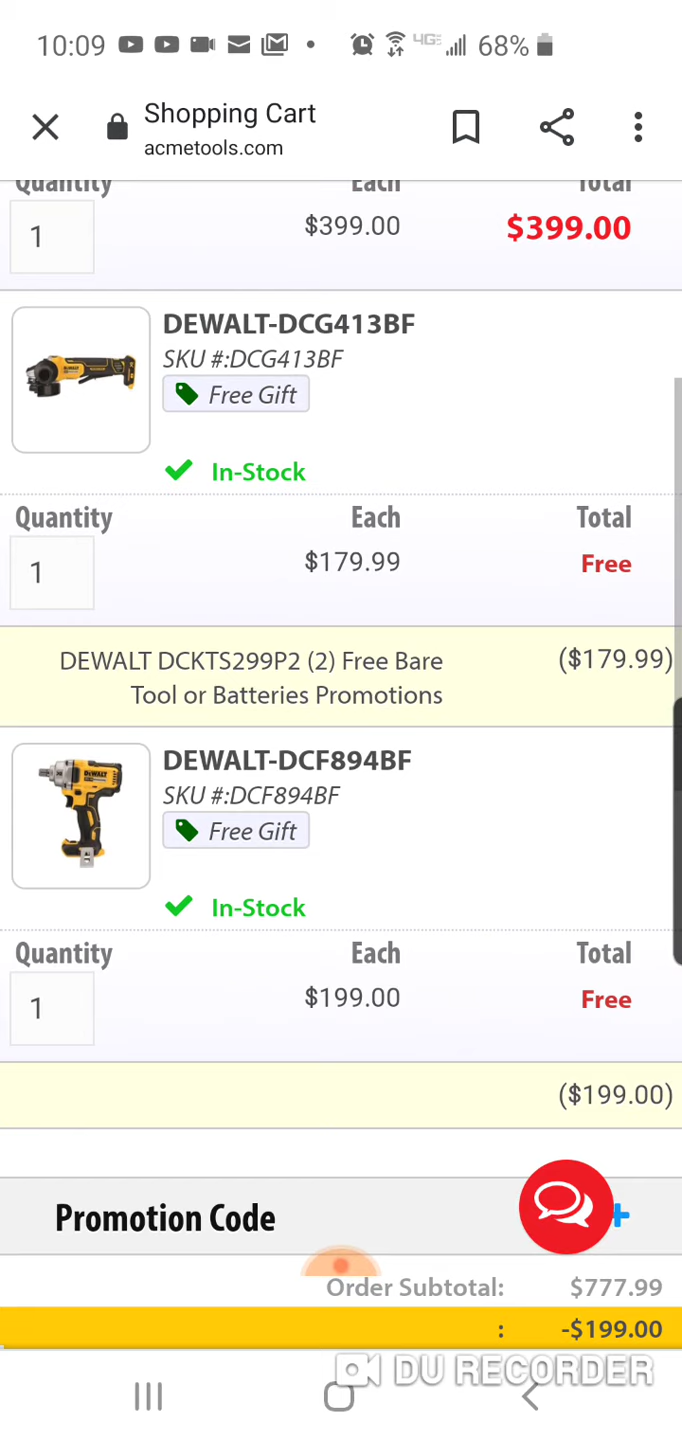 10:09 4GE 68%
Shopping Cart
acmetools.com
Quantity Each Total
1 $399.00 $399.00
DEWALT-DCG413BF
SKU #:DCG413BF
Free Gift
In-Stock
Quantity Each Total
1 $179.99 Free
DEWALT DCKTS299P2 (2) Free Bare ($179.99)
Tool or Batteries Promotions
DEWALT-DCF894BF
SKU #:DCF894BF
Free Gift
In-Stock
Quantity Each Total
1 $199.00 Free
($199.00)
Promotion Code +
Order Subtotal: $777.99
: -$199.00
DU RECORDER